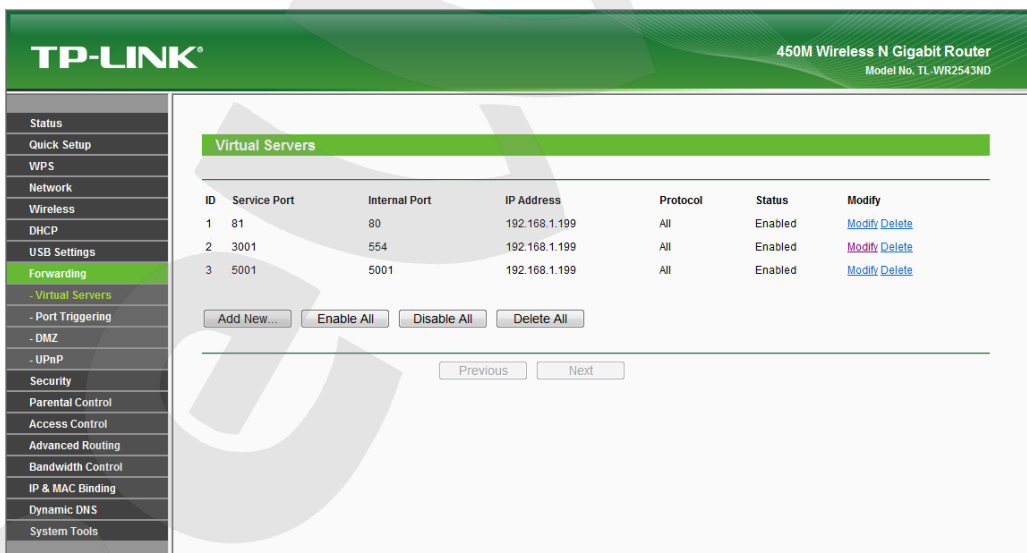 TP-LINK®
450M Wireless N Gigabit Router
Model No. TL-WR2543ND
Status
Quick Setup
WPS
Network
Wireless
DHCP
USB Settings
Forwarding
- Virtual Servers
- Port Triggering
- DMZ
- UPnP
Security
Parental Control
Access Control
Advanced Routing
Bandwidth Control
IP & MAC Binding
Dynamic DNS
System Tools
Virtual Servers
ID Service Port Internal Port IP Address Protocol Status Modify
1 81 80 192.168.1.199 All Enabled Modify Delete
2 3001 554 192.168.1.199 All Enabled Modify Delete
3 5001 5001 192.168.1.199 All Enabled Modify Delete
Add New... Enable All Disable All Delete All
Previous Next